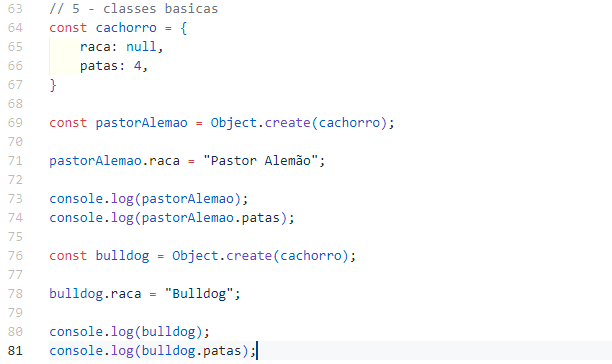 63 // 5 - classes basicas
64 const cachorro = {
65     raca: null,
66     patas: 4,
67 }
68
69 const pastorAlemao = Object.create(cachorro);
70
71 pastorAlemao.raca = "Pastor Alemão";
72
73 console.log(pastorAlemao);
74 console.log(pastorAlemao.patas);
75
76 const bulldog = Object.create(cachorro);
77
78 bulldog.raca = "Bulldog";
79
80 console.log(bulldog);
81 console.log(bulldog.patas);